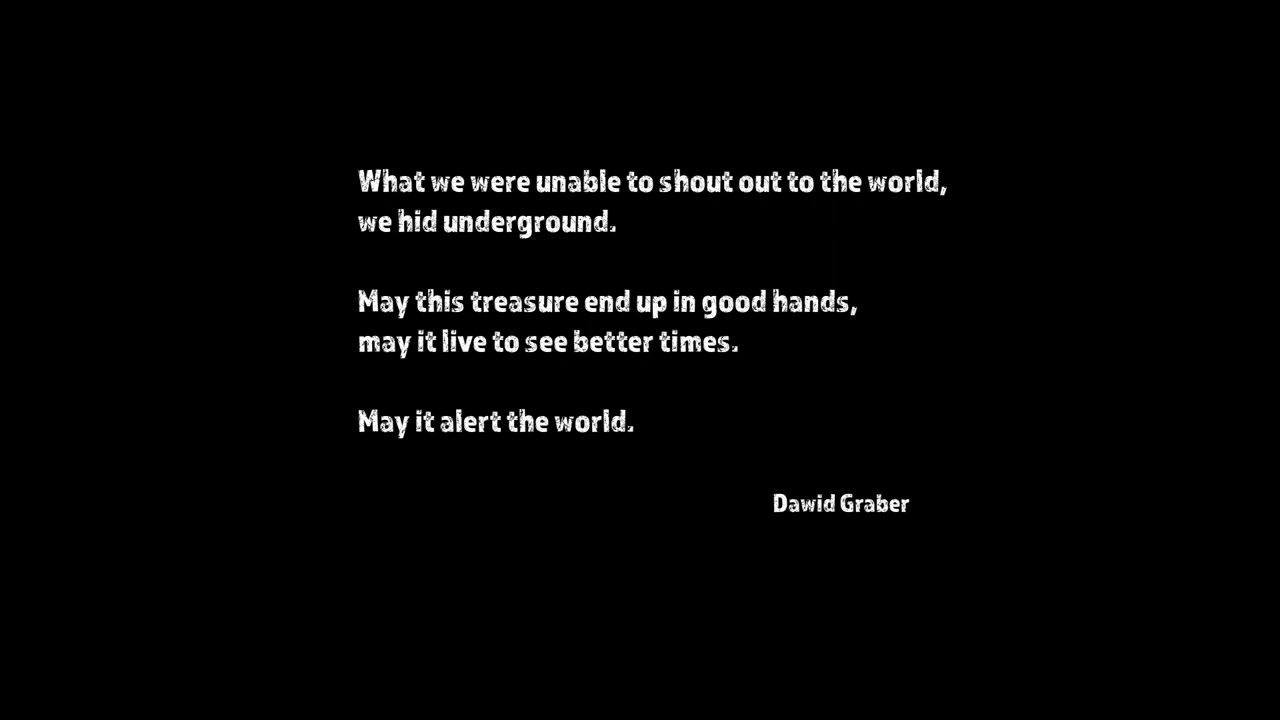 What we were unable to shout out to the world,
we hid underground.
May this treasure end up in good hands,
may it live to see better times.
May it alert the world.
Dawid Graber